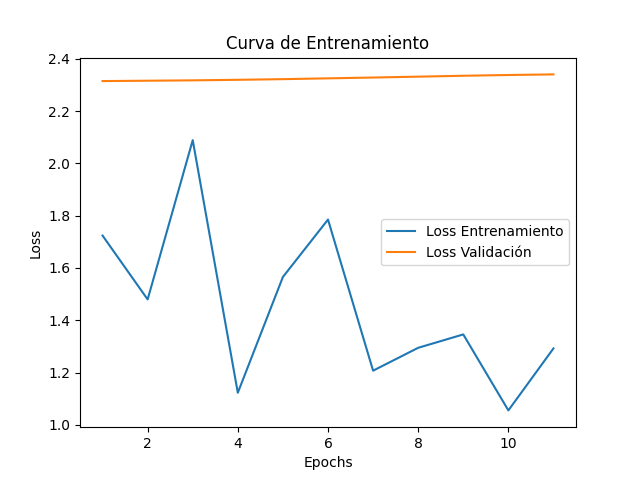 Curva de Entrenamiento
2.4
2.2
2.0
1.8
1.6
1.4
1.2
1.0
Loss
Loss Entrenamiento
Loss Validación
2
4
6
8
10
Epochs